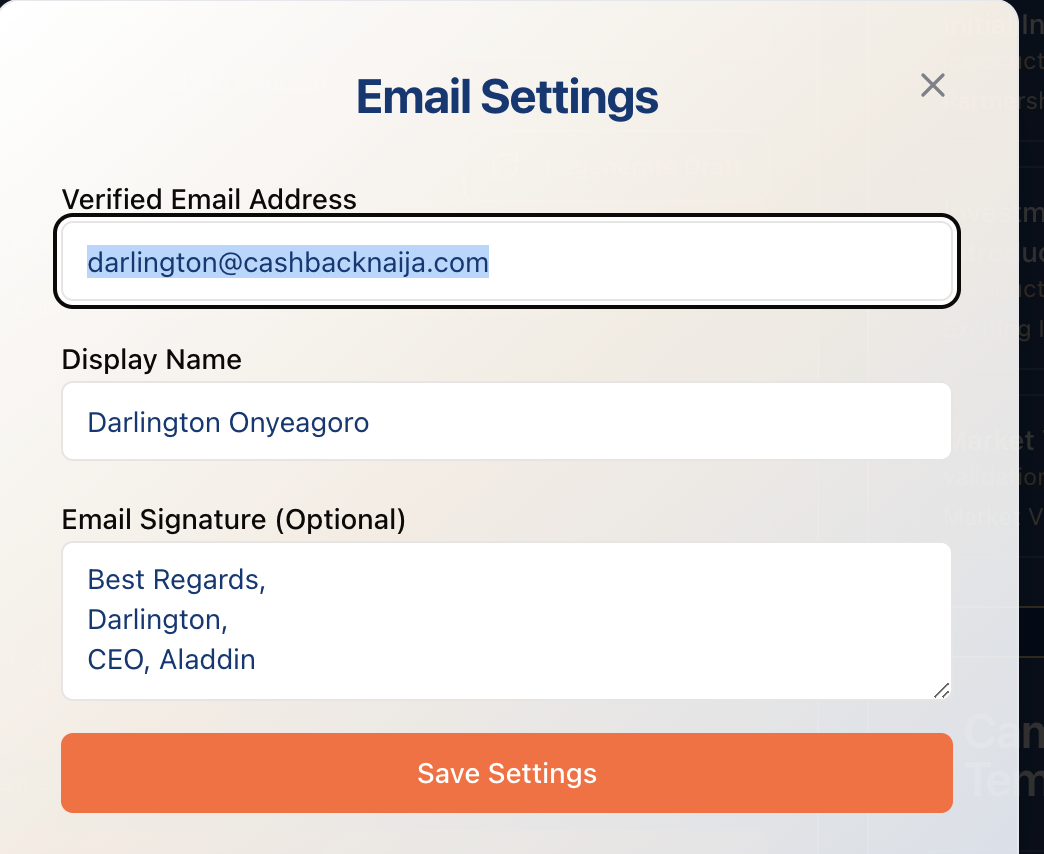 Email Settings
Verified Email Address
darlington@cashbacknaija.com
Display Name
Darlington Onyeagoro
Email Signature (Optional)
Best Regards,
Darlington,
CEO, Aladdin
Save Settings